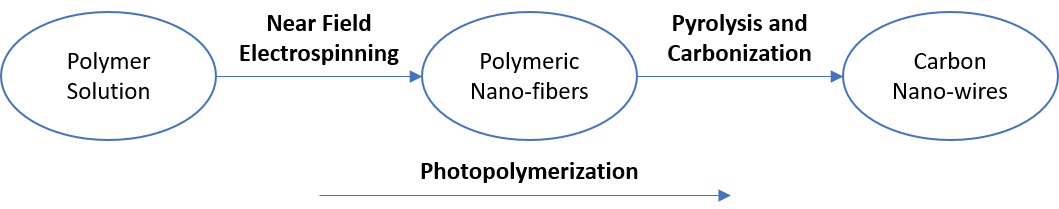 Polymer
Solution
Near Field
Electrospinning
Polymeric
Nano-fibers
Pyrolysis and
Carbonization
Carbon
Nano-wires
Photopolymerization